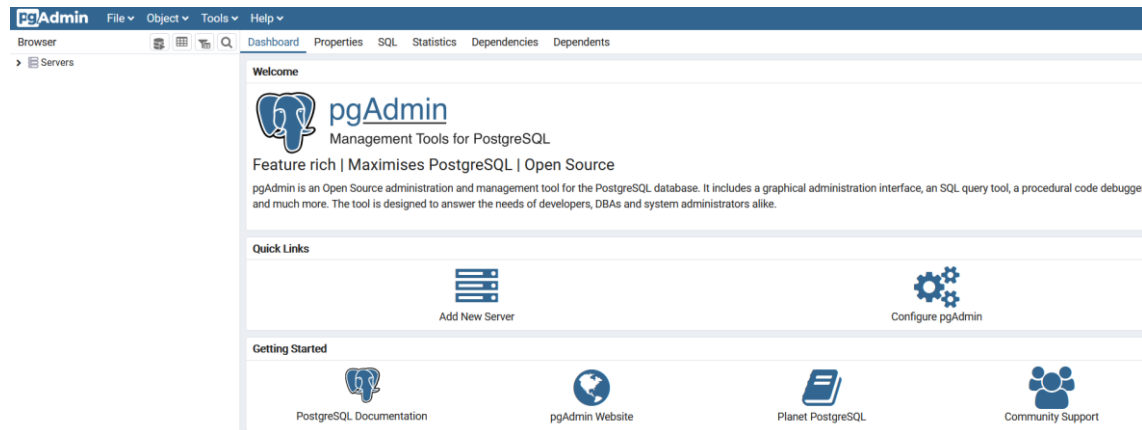 pgAdmin File Object Tools Help
Browser Dashboard Properties SQL Statistics Dependencies Dependents
Servers
Welcome
pgAdmin
Management Tools for PostgreSQL
Feature rich | Maximises PostgreSQL | Open Source
pgAdmin is an Open Source administration and management tool for the PostgreSQL database. It includes a graphical administration interface, an SQL query tool, a procedural code debugge
and much more. The tool is designed to answer the needs of developers, DBAs and system administrators alike.
Quick Links
Add New Server Configure pgAdmin
Getting Started
PostgreSQL Documentation pgAdmin Website Planet PostgreSQL Community Support